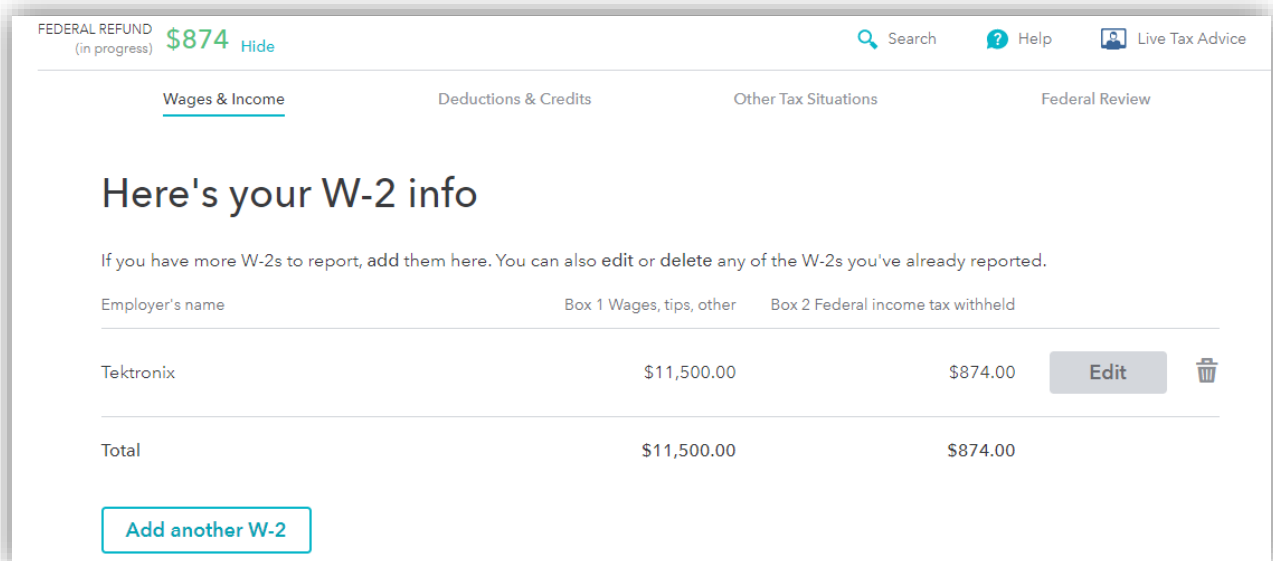 FEDERAL REFUND
(in progress) $874 Hide Search Help Live Tax Advice
Wages & Income Deductions & Credits Other Tax Situations Federal Review
Here's your W-2 info
If you have more W-2s to report, add them here. You can also edit or delete any of the W-2s you've already reported.
Employer's name Box 1 Wages, tips, other Box 2 Federal income tax withheld
Tektronix $11,500.00 $874.00 Edit
Total $11,500.00 $874.00
Add another W-2